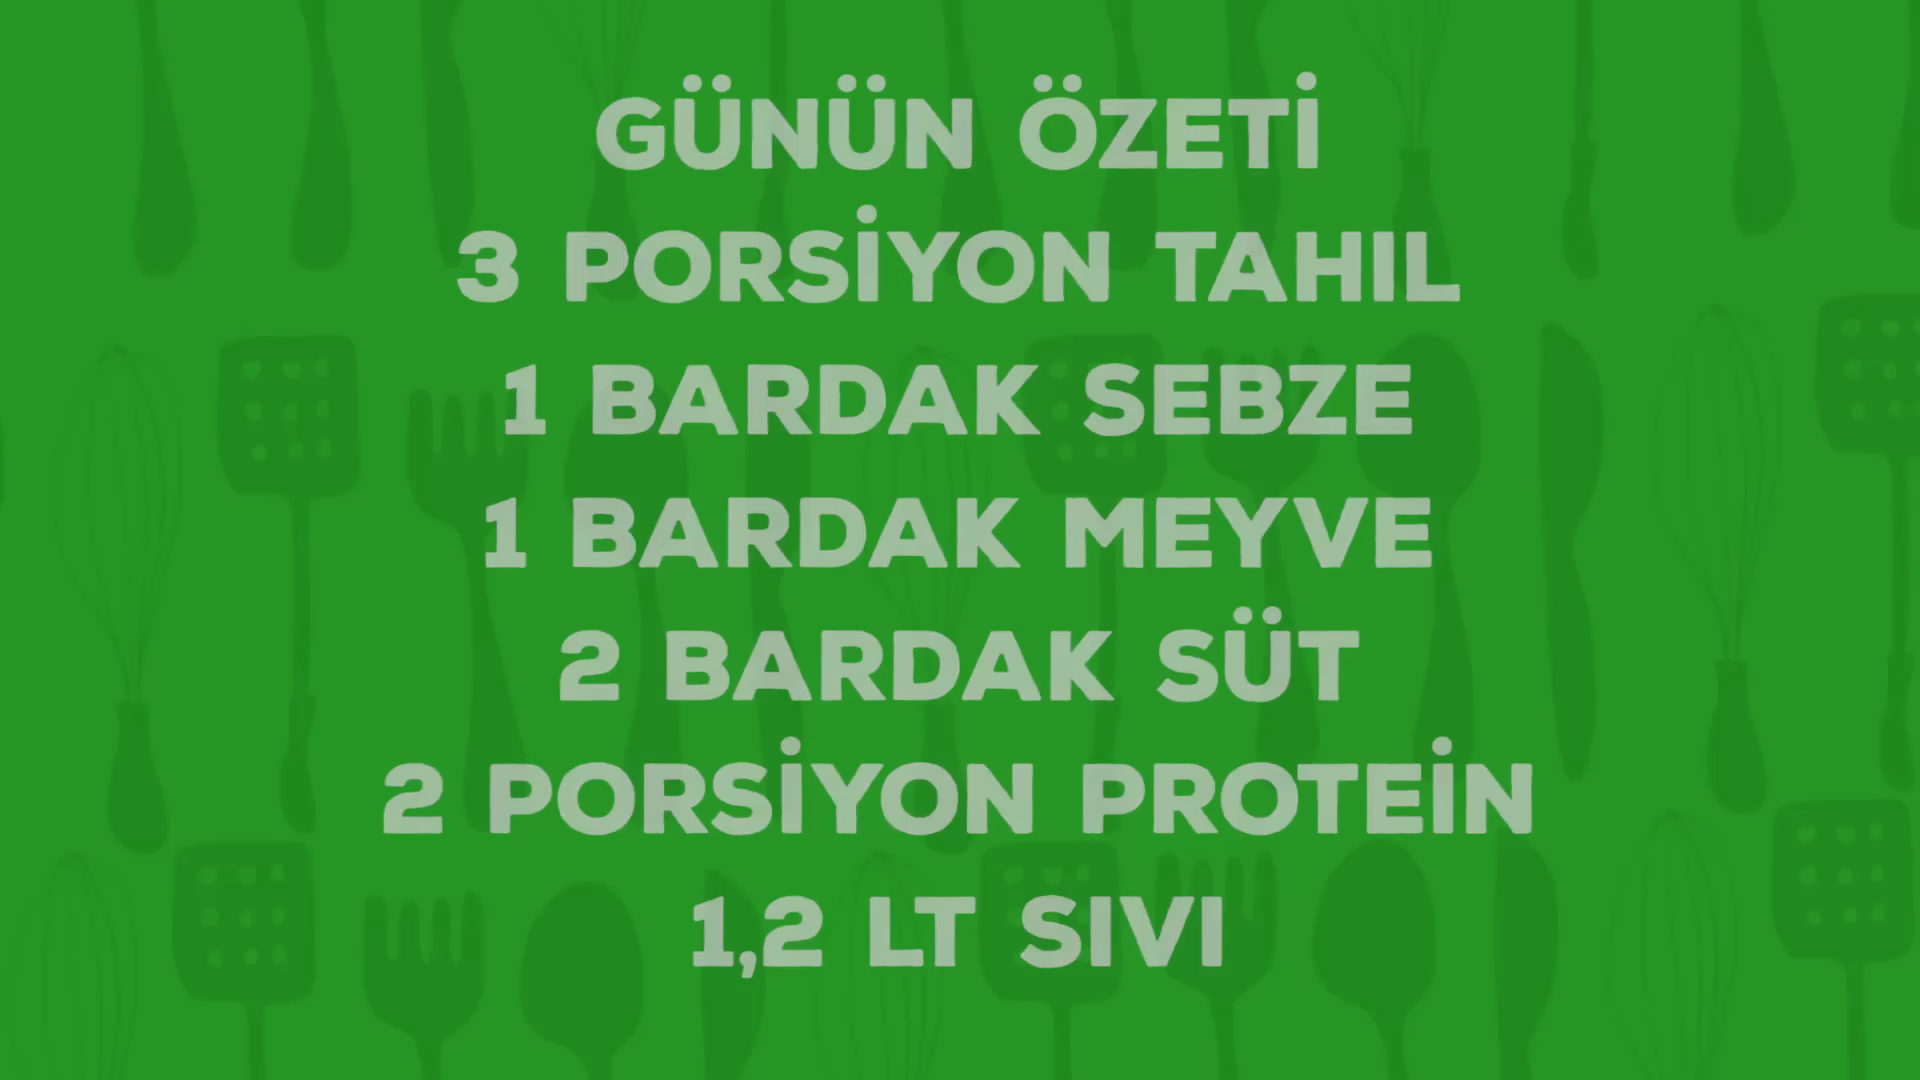 GÜNÜN ÖZETİ
3 PORSİYON TAHIL
1 BARDAK SEBZE
1 BARDAK MEYVE
2 BARDAK SÜT
2 PORSİYON PROTEİN
1,2 LT SIVI